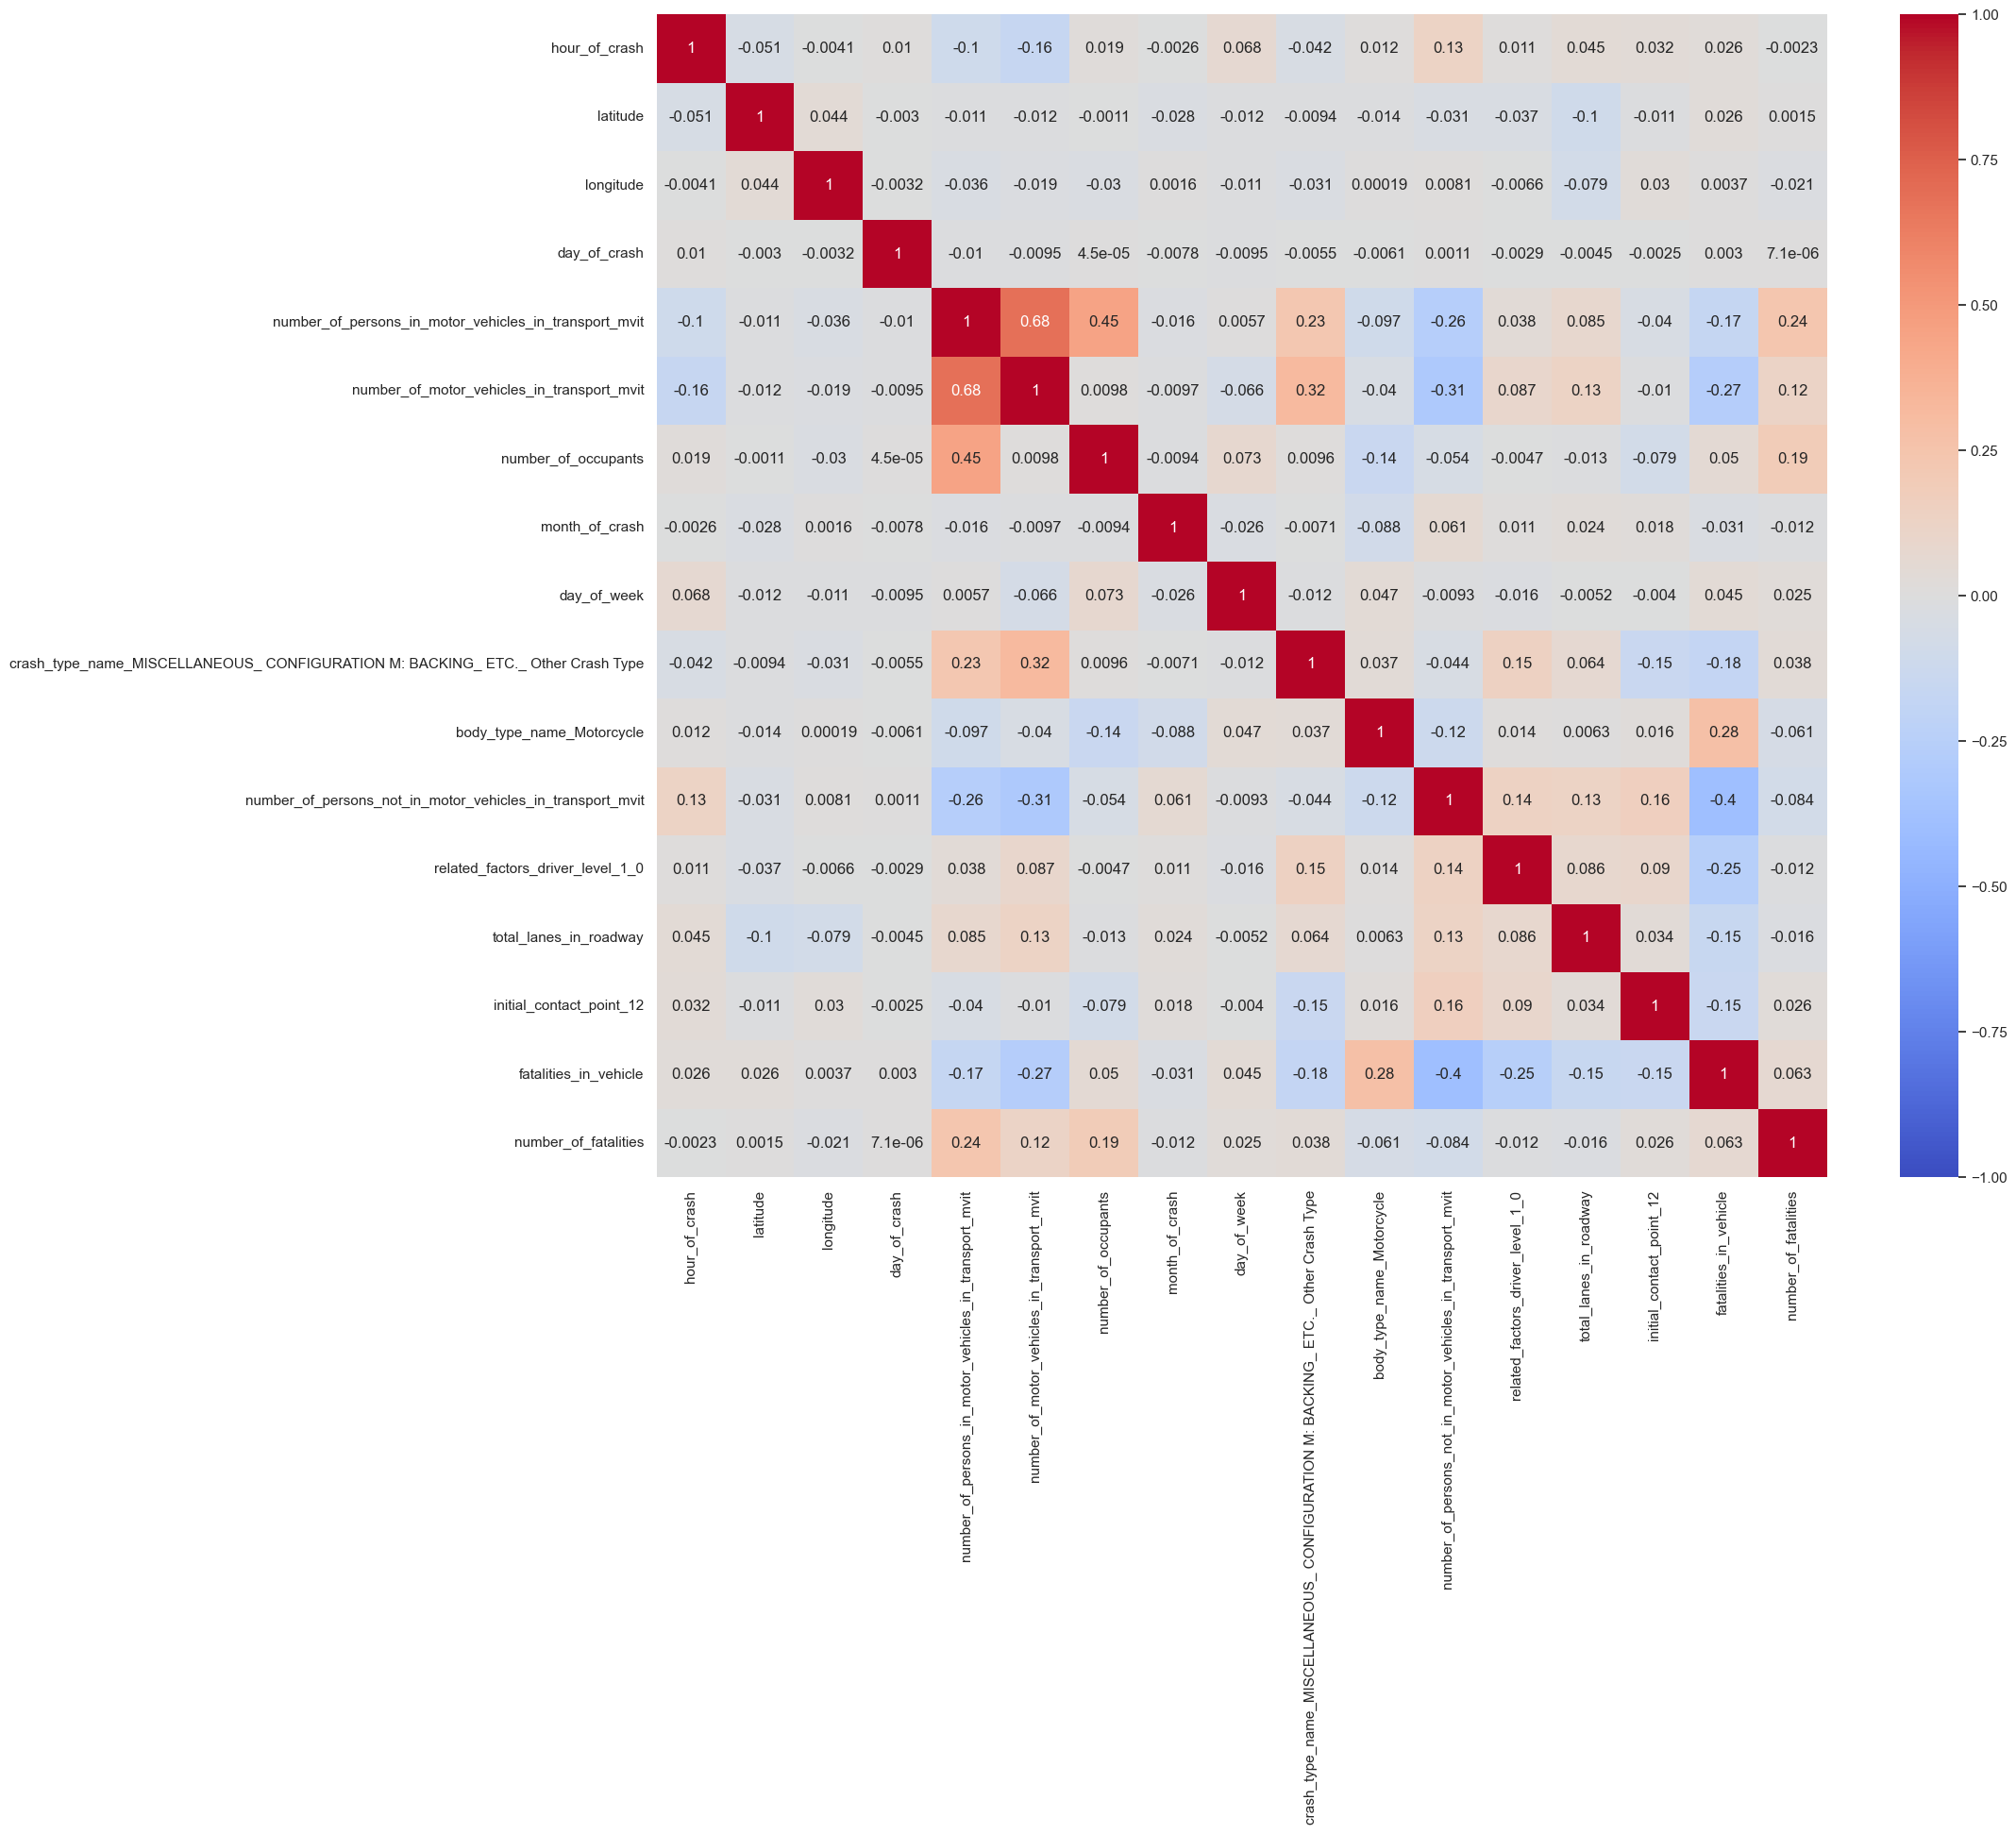 hour_of_crash 1 -0.051 -0.0041 0.01 -0.1 -0.16 0.019 -0.0026 0.068 -0.042 0.012 0.13 0.011 0.045 0.032 0.026 -0.0023
latitude -0.051 1 0.044 -0.003 -0.011 -0.012 -0.0011 -0.028 -0.012 -0.0094 -0.014 -0.031 -0.037 -0.1 -0.011 0.026 0.0015
longitude -0.0041 0.044 1 -0.0032 -0.036 -0.019 -0.03 0.0016 -0.011 -0.031 0.00019 0.0081 -0.0066 -0.079 0.03 0.0037 -0.021
day_of_crash 0.01 -0.003 -0.0032 1 -0.01 -0.0095 4.5e-05 -0.0078 -0.0095 -0.0055 -0.0061 0.0011 -0.0029 -0.0045 -0.0025 0.003 7.1e-06
number_of_persons_in_motor_vehicles_in_transport_mvit -0.1 -0.011 -0.036 -0.01 1 0.68 0.45 -0.016 0.0057 0.23 -0.097 -0.26 0.038 0.085 -0.04 -0.17 0.24
number_of_motor_vehicles_in_transport_mvit -0.16 -0.012 -0.019 -0.0095 0.68 1 0.0098 -0.0097 -0.066 0.32 -0.04 -0.31 0.087 0.13 -0.01 -0.27 0.12
number_of_occupants 0.019 -0.0011 -0.03 4.5e-05 0.45 0.0098 1 -0.0094 0.073 0.0096 -0.14 -0.054 -0.0047 -0.013 -0.079 0.05 0.19
month_of_crash -0.0026 -0.028 0.0016 -0.0078 -0.016 -0.0097 -0.0094 1 -0.026 -0.0071 -0.088 0.061 0.011 0.024 0.018 -0.031 -0.012
day_of_week 0.068 -0.012 -0.011 -0.0095 0.0057 -0.066 0.073 -0.026 1 -0.012 0.047 -0.0093 -0.016 -0.0052 -0.004 0.045 0.025
crash_type_name_MISCELLANEOUS_ CONFIGURATION M: BACKING_ ETC._ Other Crash Type -0.042 -0.0094 -0.031 -0.0055 0.23 0.32 0.0096 -0.0071 -0.012 1 0.037 -0.044 0.15 0.064 -0.15 -0.18 0.038
body_type_name_Motorcycle 0.012 -0.014 0.00019 -0.0061 -0.097 -0.04 -0.14 -0.088 0.047 0.037 1 -0.12 0.014 0.0063 0.016 0.28 -0.061
number_of_persons_not_in_motor_vehicles_in_transport_mvit 0.13 -0.031 0.0081 0.0011 -0.26 -0.31 -0.054 0.061 -0.0093 -0.044 -0.12 1 0.14 0.13 0.16 -0.4 -0.084
related_factors_driver_level_1_0 0.011 -0.037 -0.0066 -0.0029 0.038 0.087 -0.0047 0.011 -0.016 0.15 0.014 0.14 1 0.086 0.09 -0.25 -0.012
total_lanes_in_roadway 0.045 -0.1 -0.079 -0.0045 0.085 0.13 -0.013 0.024 -0.0052 0.064 0.0063 0.13 0.086 1 0.034 -0.15 -0.016
initial_contact_point_12 0.032 -0.011 0.03 -0.0025 -0.04 -0.01 -0.079 0.018 -0.004 -0.15 0.016 0.16 0.09 0.034 1 -0.15 0.026
fatalities_in_vehicle 0.026 0.026 0.0037 0.003 -0.17 -0.27 0.05 -0.031 0.045 -0.18 0.28 -0.4 -0.25 -0.15 -0.15 1 0.063
number_of_fatalities -0.0023 0.0015 -0.021 7.1e-06 0.24 0.12 0.19 -0.012 0.025 0.038 -0.061 -0.084 -0.012 -0.016 0.026 0.063 1
hour_of_crash
latitude
longitude
day_of_crash
number_of_persons_in_motor_vehicles_in_transport_mvit
number_of_motor_vehicles_in_transport_mvit
number_of_occupants
month_of_crash
day_of_week
crash_type_name_MISCELLANEOUS_ CONFIGURATION M: BACKING_ ETC._ Other Crash Type
body_type_name_Motorcycle
number_of_persons_not_in_motor_vehicles_in_transport_mvit
related_factors_driver_level_1_0
total_lanes_in_roadway
initial_contact_point_12
fatalities_in_vehicle
number_of_fatalities
1.00
0.75
0.50
0.25
0.00
−0.25
−0.50
−0.75
−1.00